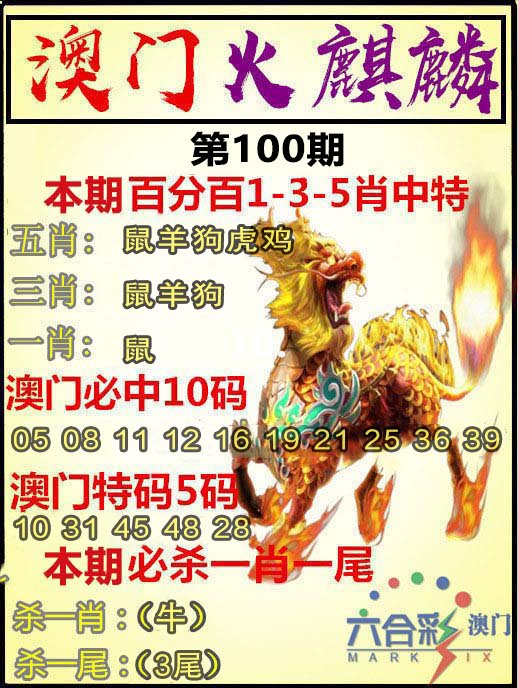 澳门火麒麟
第100期
本期百分百1-3-5肖中特
五肖：鼠羊狗虎鸡
三肖：鼠羊狗
一肖：鼠
澳门必中10码
05 08 11 12 16 19 21 25 36 39
澳门特码5码
10 31 45 48 28
本期必杀一肖一尾
杀一肖：（牛）
杀一尾：（3尾）
六合彩 澳门
MARK SIX